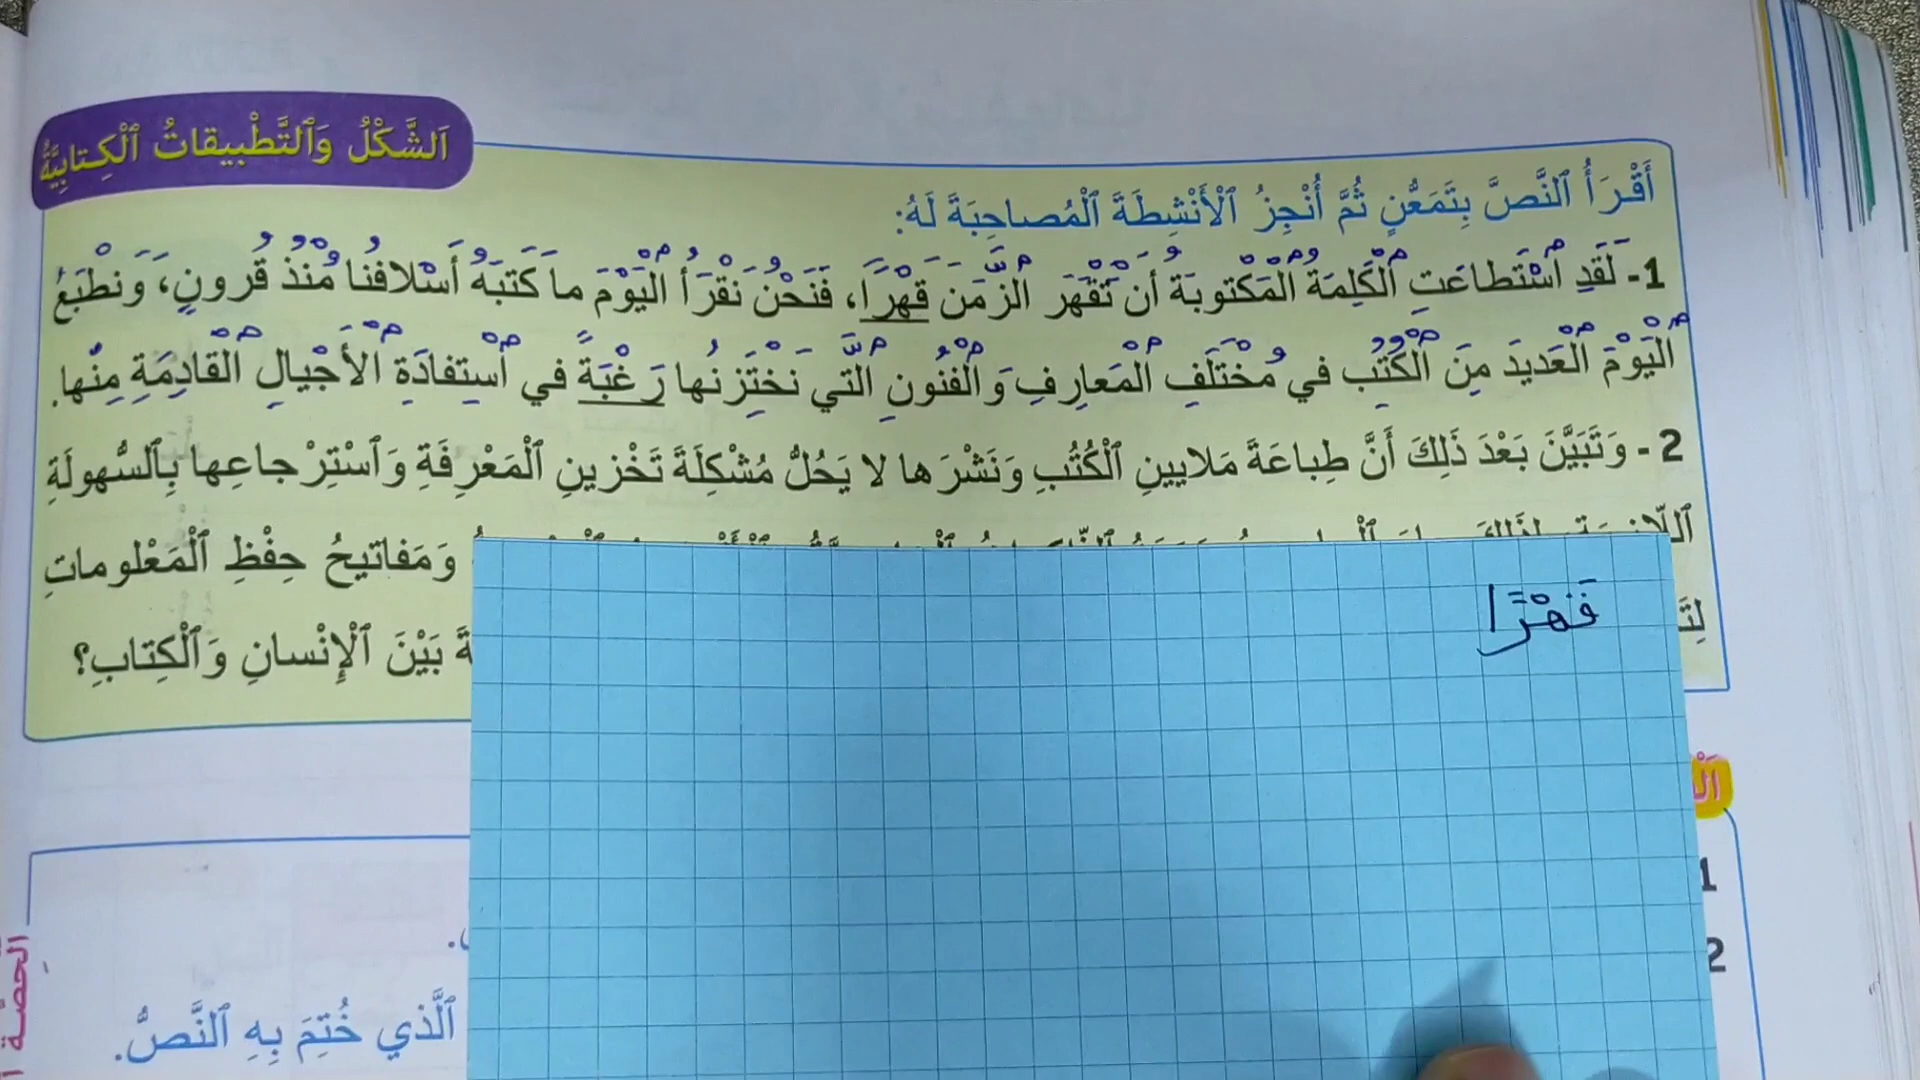 اَلشَّكْلُ وَٱلتَّطْبيقاتُ ٱلْكِتابِيَّةُ
أَقْرَأُ ٱلنَّصَّ بِتَمَعُّنٍ ثُمَّ أُنْجِزُ ٱلْأَنْشِطَةَ ٱلْمُصاحِبَةَ لَهُ:
1- لَقَدِ ٱسْتَطاعَتِ ٱلْكَلِمَةُ ٱلْمَكْتوبَةُ أَنْ تَقْهَرَ ٱلزَّمَنَ قَهْرًا، فَنَحْنُ نَقْرَأُ ٱلْيَوْمَ ما كَتَبَهُ أَسْلافُنا مُنْذُ قُرونٍ، وَنَطْبَعُ
ٱلْيَوْمَ ٱلْعَديدَ مِنَ ٱلْكُتُبِ في مُخْتَلَفِ ٱلْمَعارِفِ وَٱلْفُنونِ ٱلَّتي نَخْتَزِنُها رَغْبَةً في ٱسْتِفادَةِ ٱلْأَجْيالِ ٱلْقادِمَةِ مِنْها.
2- وَتَبَيَّنَ بَعْدَ ذَلِكَ أَنَّ طِباعَةَ مَلايينِ ٱلْكُتُبِ وَنَشْرَها لا يَحُلُّ مُشْكِلَةَ تَخْزينِ ٱلْمَعْرِفَةِ وَٱسْتِرْجاعِها بِٱلسُّهولَةِ
وَمَفاتيحُ حِفْظِ ٱلْمَعْلوماتِ
بَيْنَ ٱلْإِنْسانِ وَٱلْكِتابِ؟
قَهْرًا
1
2
ٱلَّذي خُتِمَ بِهِ ٱلنَّصُّ.
الحصّة